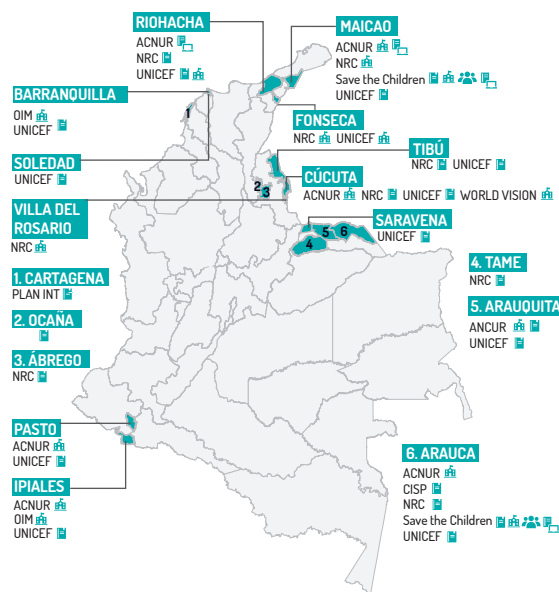 RIOHACHA
ACNUR
NRC
UNICEF
MAICAO
ACNUR
NRC
Save the Children
UNICEF
BARRANQUILLA
OIM
UNICEF
1
FONSECA
NRC UNICEF
TIBÚ
NRC UNICEF
SOLEDAD
UNICEF
2
3
CÚCUTA
ACNUR NRC UNICEF WORLD VISION
VILLA DEL
ROSARIO
NRC
SARAVENA
UNICEF
5 6
4
1. CARTAGENA
PLAN INT
2. OCAÑA
3. ÁBREGO
NRC
4. TAME
NRC
5. ARAUQUITA
ANCUR
UNICEF
PASTO
ACNUR
UNICEF
IPIALES
ACNUR
OIM
UNICEF
6. ARAUCA
ACNUR
CISP
NRC
Save the Children
UNICEF